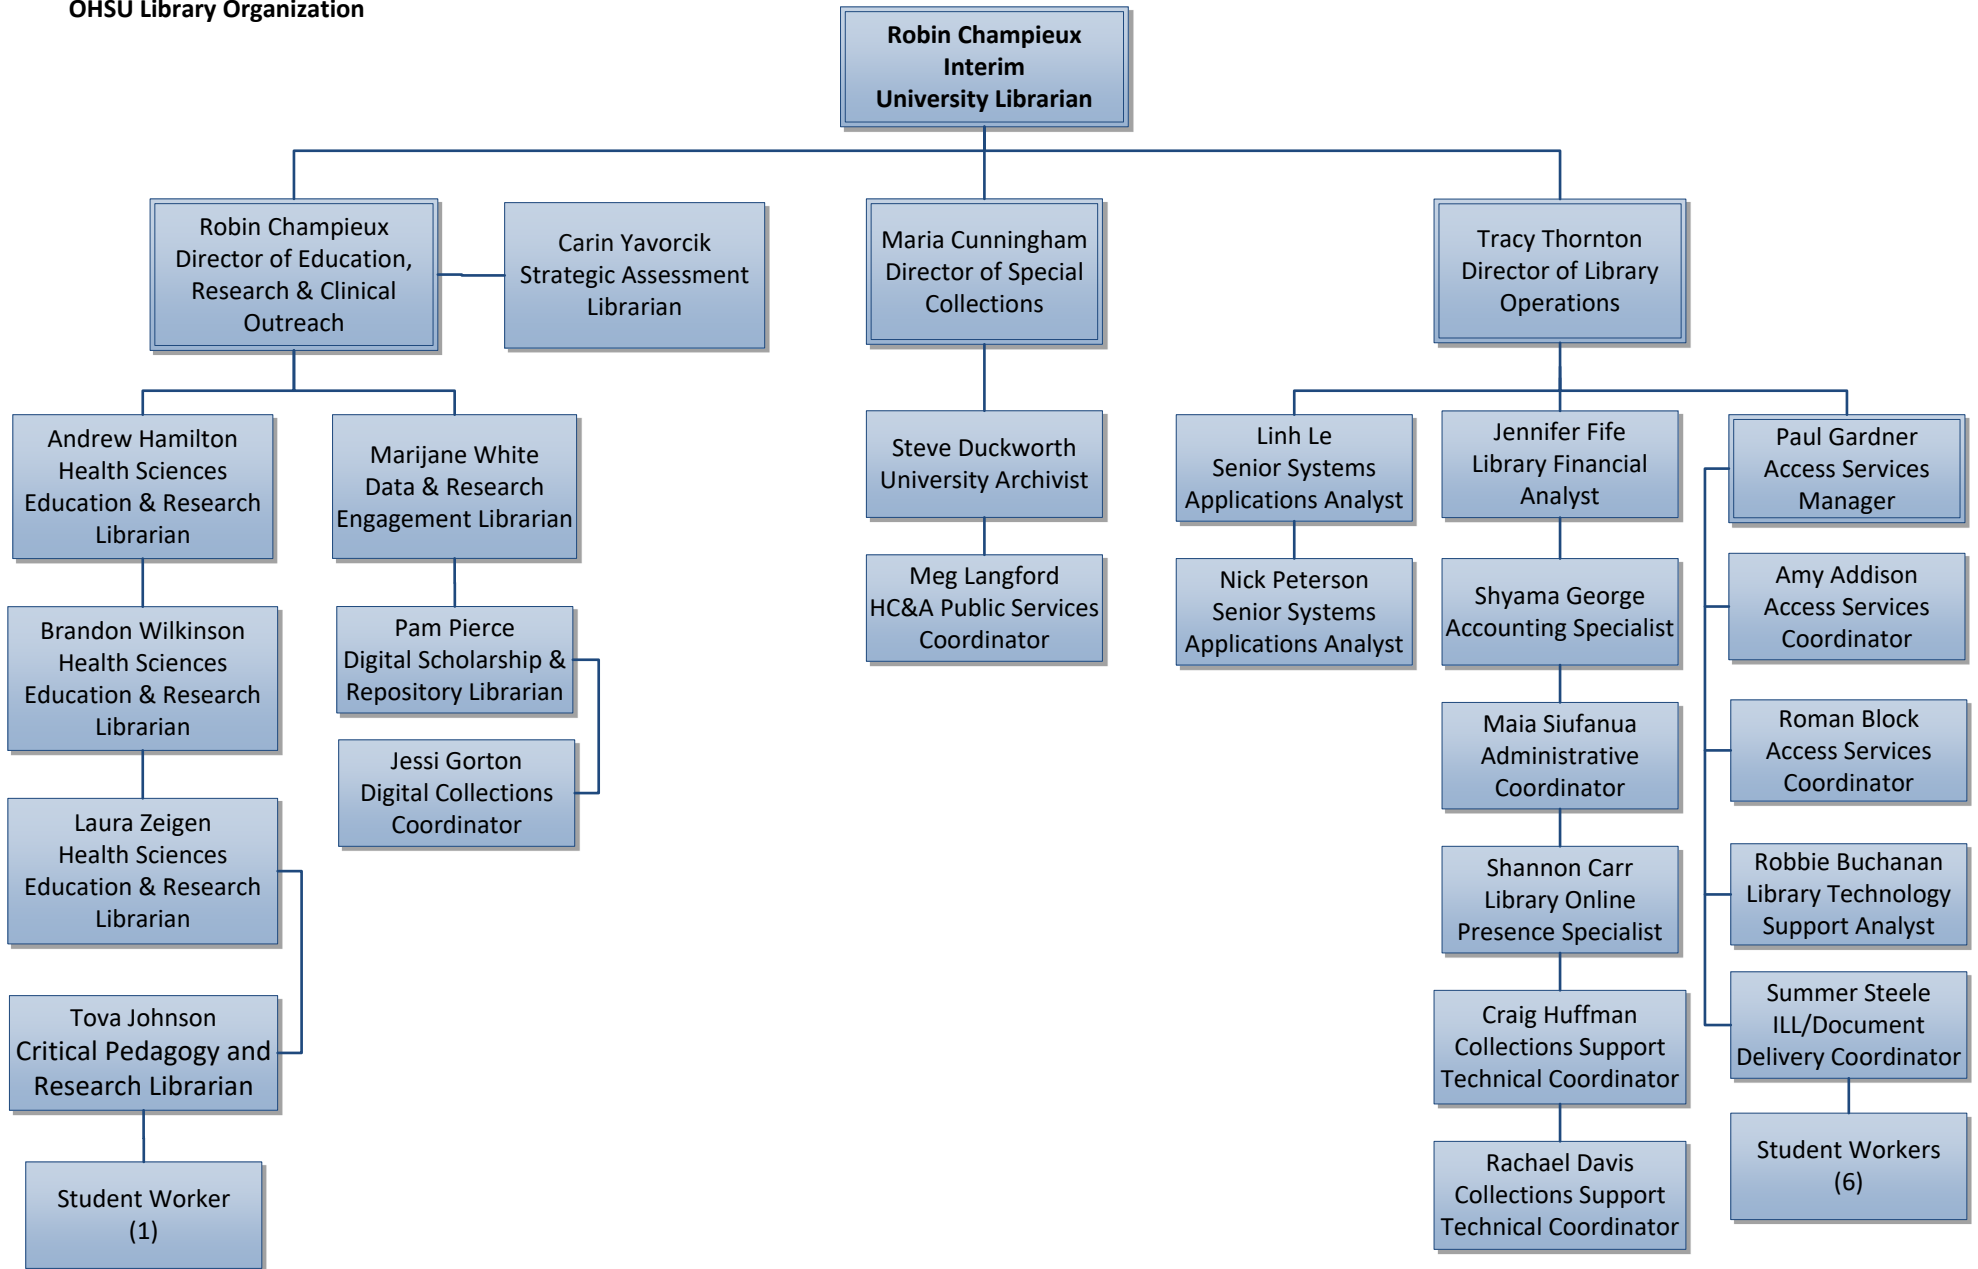 OHSU Library Organization
Robin Champieux
Interim
University Librarian
Robin Champieux
Director of Education,
Research & Clinical
Outreach
Carin Yavorcik
Strategic Assessment
Librarian
Maria Cunningham
Director of Special
Collections
Tracy Thornton
Director of Library
Operations
Andrew Hamilton
Health Sciences
Education & Research
Librarian
Brandon Wilkinson
Health Sciences
Education & Research
Librarian
Laura Zeigen
Health Sciences
Education & Research
Librarian
Tova Johnson
Critical Pedagogy and
Research Librarian
Student Worker
(1)
Marijane White
Data & Research
Engagement Librarian
Pam Pierce
Digital Scholarship &
Repository Librarian
Jessi Gorton
Digital Collections
Coordinator
Steve Duckworth
University Archivist
Meg Langford
HC&A Public Services
Coordinator
Linh Le
Senior Systems
Applications Analyst
Nick Peterson
Senior Systems
Applications Analyst
Jennifer Fife
Library Financial
Analyst
Shyama George
Accounting Specialist
Maia Siufanua
Administrative
Coordinator
Shannon Carr
Library Online
Presence Specialist
Craig Huffman
Collections Support
Technical Coordinator
Rachael Davis
Collections Support
Technical Coordinator
Paul Gardner
Access Services
Manager
Amy Addison
Access Services
Coordinator
Roman Block
Access Services
Coordinator
Robbie Buchanan
Library Technology
Support Analyst
Summer Steele
ILL/Document
Delivery Coordinator
Student Workers
(6)